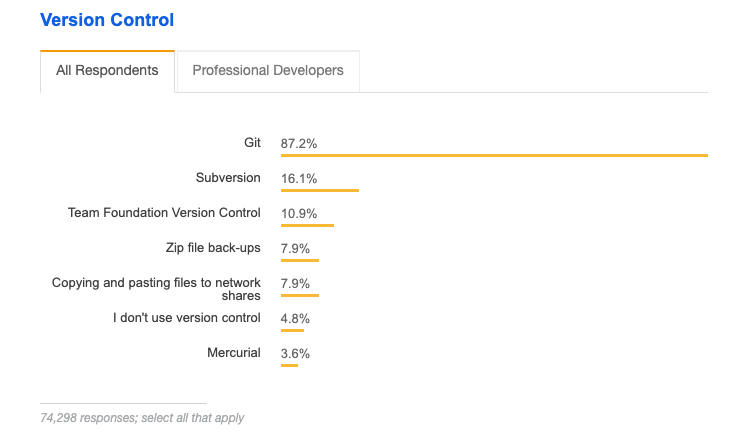 Version Control
All Respondents
Professional Developers
Git 87.2%
Subversion 16.1%
Team Foundation Version Control 10.9%
Zip file back-ups 7.9%
Copying and pasting files to network 7.9%
shares
I don't use version control 4.8%
Mercurial 3.6%
74,298 responses; select all that apply